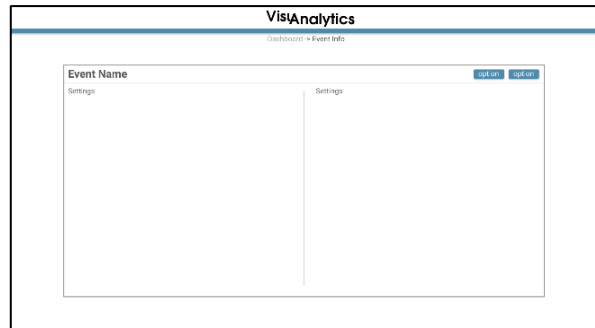 VisuAnalytics
Dashboard -> Event Info
Event Name
option option
Settings
Settings